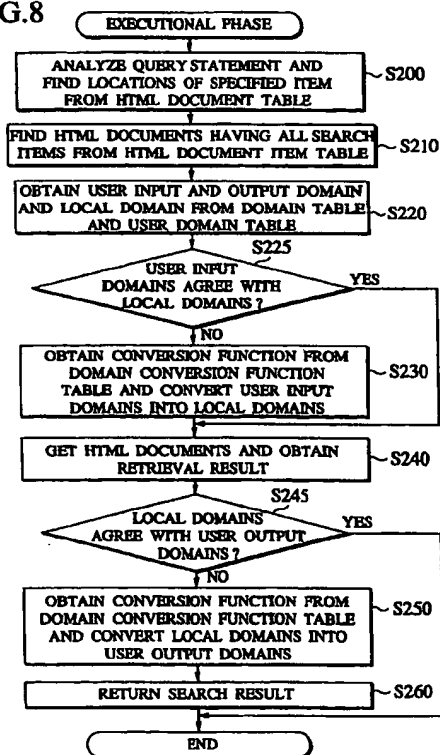 G.8
EXECUTIONAL PHASE
ANALYZE QUERY STATEMENT AND
FIND LOCATIONS OF SPECIFIED ITEM
FROM HTML DOCUMENT TABLE
S200
FIND HTML DOCUMENTS HAVING ALL SEARCH
ITEMS FROM HTML DOCUMENT ITEM TABLE
S210
OBTAIN USER INPUT AND OUTPUT DOMAIN
AND LOCAL DOMAIN FROM DOMAIN TABLE
AND USER DOMAIN TABLE
S220
S225
USER INPUT
DOMAINS AGREE WITH
LOCAL DOMAINS ?
YES
NO
OBTAIN CONVERSION FUNCTION FROM
DOMAIN CONVERSION FUNCTION
TABLE AND CONVERT USER INPUT
DOMAINS INTO LOCAL DOMAINS
S230
GET HTML DOCUMENTS AND OBTAIN
RETRIEVAL RESULT
S240
S245
LOCAL DOMAINS
AGREE WITH USER OUTPUT
DOMAINS ?
YES
NO
OBTAIN CONVERSION FUNCTION FROM
DOMAIN CONVERSION FUNCTION TABLE
AND CONVERT LOCAL DOMAINS INTO
USER OUTPUT DOMAINS
S250
RETURN SEARCH RESULT
S260
END